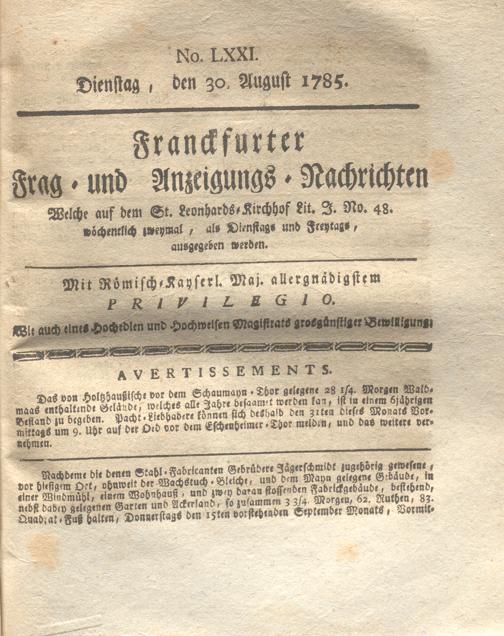 No. LXXI.
Dienstag, den 30. August 1785.
Franckfurter
Frag- und Anzeigungs-Nachrichten
Welche auf dem St. Leonhards-Kirchhof Lit. J. No. 48.
wöchentlich zweymal, als Dienstags und Freytags,
ausgegeben werden.
Mit Römisch-Kayserl. Maj. allergnädigstem
PRIVILEGIO.
Wie auch eines Hochedlen und Hochweisen Magistrats grosgünstiger Bewilligung.
AVERTISSEMENTS.
Das von Holtzhaußische vor dem Schaumayn-Thor gelegene 28 1/4. Morgen Wald-
maas enthaltende Gelände, welches alle Jahre besaamt werden kan, ist in einem 6jährigen
Bestand zu begeben. Pacht-Liebhabere können sich deshalb den 31ten dieses Monats Vor-
mittags um 9. Uhr auf der Oed vor dem Eschenheimer-Thor melden, und das weitere ver-
nehmen.
Nachdeme die denen Stahl-Fabricanten Gebrüdere Jägerschmidt zugehörig gewesene,
vor hiesigem Ort, ohnweit der Wachstuch-Bleiche, und dem Mayn gelegene Gebäude, in
einer Windmühl, einem Wohnhauß, und zwey daran stossenden Fabrickgebäude, bestehend,
nebst dabey gelegenen Garten und Ackerland, so zusammen 3 3/4. Morgen, 62. Ruthen, 83.
Quadrat-Fuß halten, Donnerstags den 15ten vorstehenden September Monats, Vormit-